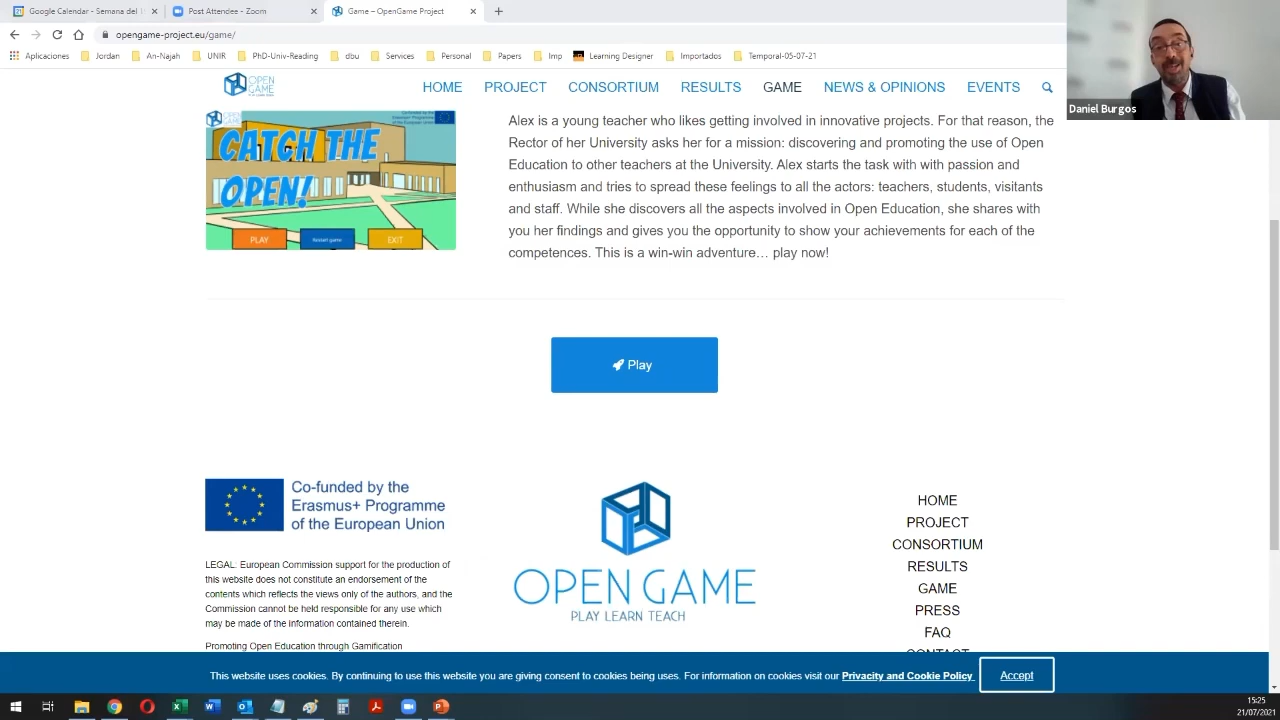 Google Calendar - Semana del 1
Post Attendee - Zoom
Game – OpenGame Project
opengame-project.eu/game/
Aplicaciones
Jordan
An-Najah
UNIR
PhD-Univ-Reading
dbu
Services
Personal
Papers
Imp
Learning Designer
Importados
Temporal-05-07-21
Daniel Burgos
OPEN
GAME
PLAY LEARN TEACH
HOME
PROJECT
CONSORTIUM
RESULTS
GAME
NEWS & OPINIONS
EVENTS
CATCH THE
OPEN!
PLAY
Restart game
EXIT
Alex is a young teacher who likes getting involved in innovative projects. For that reason, the
Rector of her University asks her for a mission: discovering and promoting the use of Open
Education to other teachers at the University. Alex starts the task with with passion and
enthusiasm and tries to spread these feelings to all the actors: teachers, students, visitants
and staff. While she discovers all the aspects involved in Open Education, she shares with
you her findings and gives you the opportunity to show your achievements for each of the
competences. This is a win-win adventure… play now!
Play
Co-funded by the
Erasmus+ Programme
of the European Union
LEGAL: European Commission support for the production of
this website does not constitute an endorsement of the
contents which reflects the views only of the authors, and the
Commission cannot be held responsible for any use which
may be made of the information contained therein.
Promoting Open Education through Gamification
OPEN GAME
PLAY LEARN TEACH
HOME
PROJECT
CONSORTIUM
RESULTS
GAME
PRESS
FAQ
CONTACT
This website uses cookies. By continuing to use this website you are giving consent to cookies being uses. For information on cookies visit our Privacity and Cookie Policy
Accept
15:25
21/07/2021